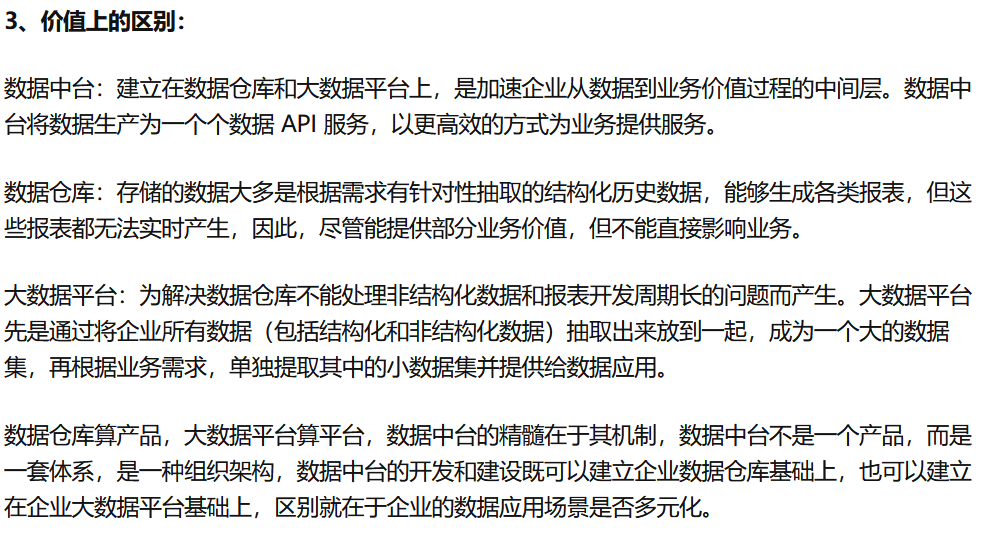 3、价值上的区别：
数据中台：建立在数据仓库和大数据平台上，是加速企业从数据到业务价值过程的中间层。数据中
台将数据生产为一个个数据 API 服务，以更高效的方式为业务提供服务。
数据仓库：存储的数据大多是根据需求有针对性抽取的结构化历史数据，能够生成各类报表，但这
些报表都无法实时产生，因此，尽管能提供部分业务价值，但不能直接影响业务。
大数据平台：为解决数据仓库不能处理非结构化数据和报表开发周期长的问题而产生。大数据平台
先是通过将企业所有数据（包括结构化和非结构化数据）抽取出来放到一起，成为一个大的数据
集，再根据业务需求，单独提取其中的小数据集并提供给数据应用。
数据仓库算产品，大数据平台算平台，数据中台的精髓在于其机制，数据中台不是一个产品，而是
一套体系，是一种组织架构，数据中台的开发和建设既可以建立企业数据仓库基础上，也可以建立
在企业大数据平台基础上，区别就在于企业的数据应用场景是否多元化。